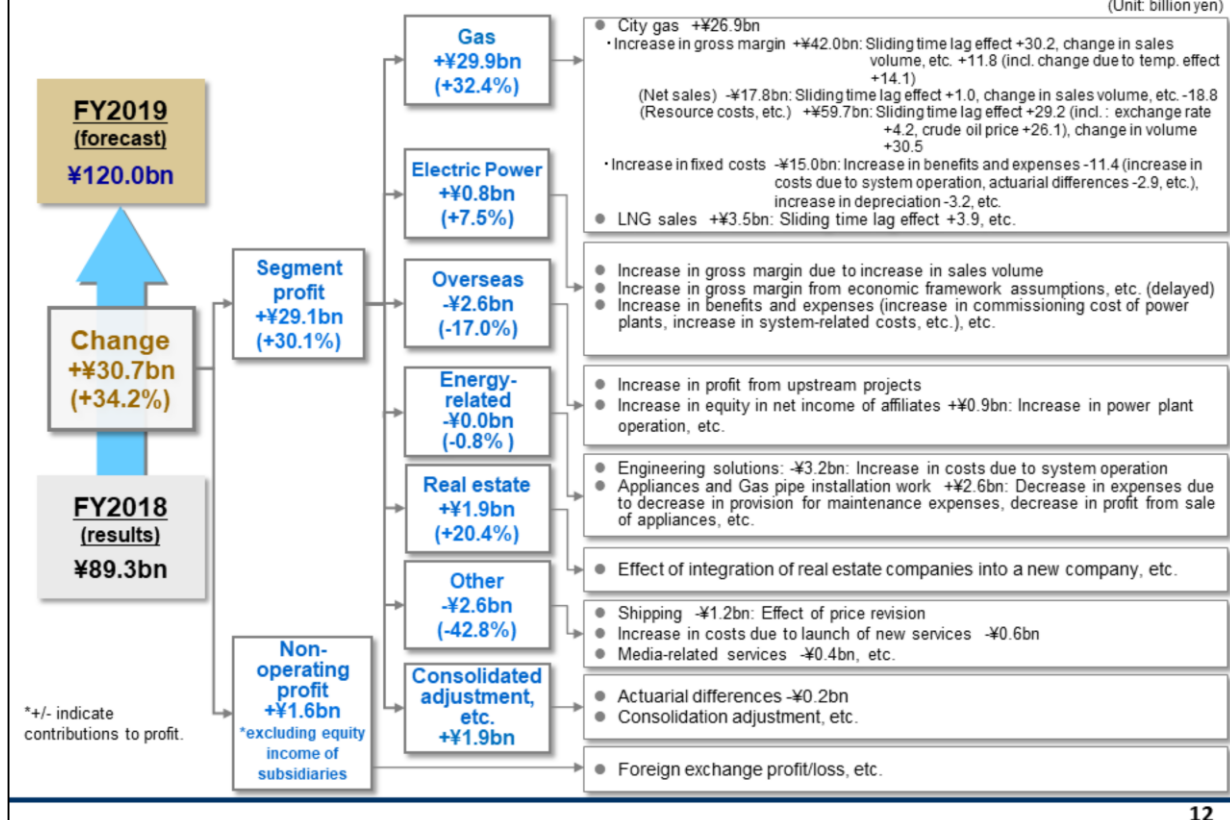 (Unit: billion yen)
FY2019
(forecast)
¥120.0bn
Change
+¥30.7bn
(+34.2%)
FY2018
(results)
¥89.3bn
*+/- indicate
contributions to profit.
Segment
profit
+¥29.1bn
(+30.1%)
Non-
operating
profit
+¥1.6bn
*excluding equity
income of
subsidiaries
Gas
+¥29.9bn
(+32.4%)
Electric Power
+¥0.8bn
(+7.5%)
Overseas
-¥2.6bn
(-17.0%)
Energy-
related
-¥0.0bn
(-0.8% )
Real estate
+¥1.9bn
(+20.4%)
Other
-¥2.6bn
(-42.8%)
Consolidated
adjustment,
etc.
+¥1.9bn
● City gas +¥26.9bn
・Increase in gross margin +¥42.0bn: Sliding time lag effect +30.2, change in sales
volume, etc. +11.8 (incl. change due to temp. effect
+14.1)
(Net sales) -¥17.8bn: Sliding time lag effect +1.0, change in sales volume, etc. -18.8
(Resource costs, etc.) +¥59.7bn: Sliding time lag effect +29.2 (incl. : exchange rate
+4.2, crude oil price +26.1), change in volume
+30.5
・Increase in fixed costs -¥15.0bn: Increase in benefits and expenses -11.4 (increase in
costs due to system operation, actuarial differences -2.9, etc.),
increase in depreciation -3.2, etc.
● LNG sales +¥3.5bn: Sliding time lag effect +3.9, etc.
● Increase in gross margin due to increase in sales volume
● Increase in gross margin from economic framework assumptions, etc. (delayed)
● Increase in benefits and expenses (increase in commissioning cost of power
plants, increase in system-related costs, etc.), etc.
● Increase in profit from upstream projects
● Increase in equity in net income of affiliates +¥0.9bn: Increase in power plant
operation, etc.
● Engineering solutions: -¥3.2bn: Increase in costs due to system operation
● Appliances and Gas pipe installation work +¥2.6bn: Decrease in expenses due
to decrease in provision for maintenance expenses, decrease in profit from sale
of appliances, etc.
● Effect of integration of real estate companies into a new company, etc.
● Shipping -¥1.2bn: Effect of price revision
● Increase in costs due to launch of new services -¥0.6bn
● Media-related services -¥0.4bn, etc.
● Actuarial differences -¥0.2bn
● Consolidation adjustment, etc.
● Foreign exchange profit/loss, etc.
12